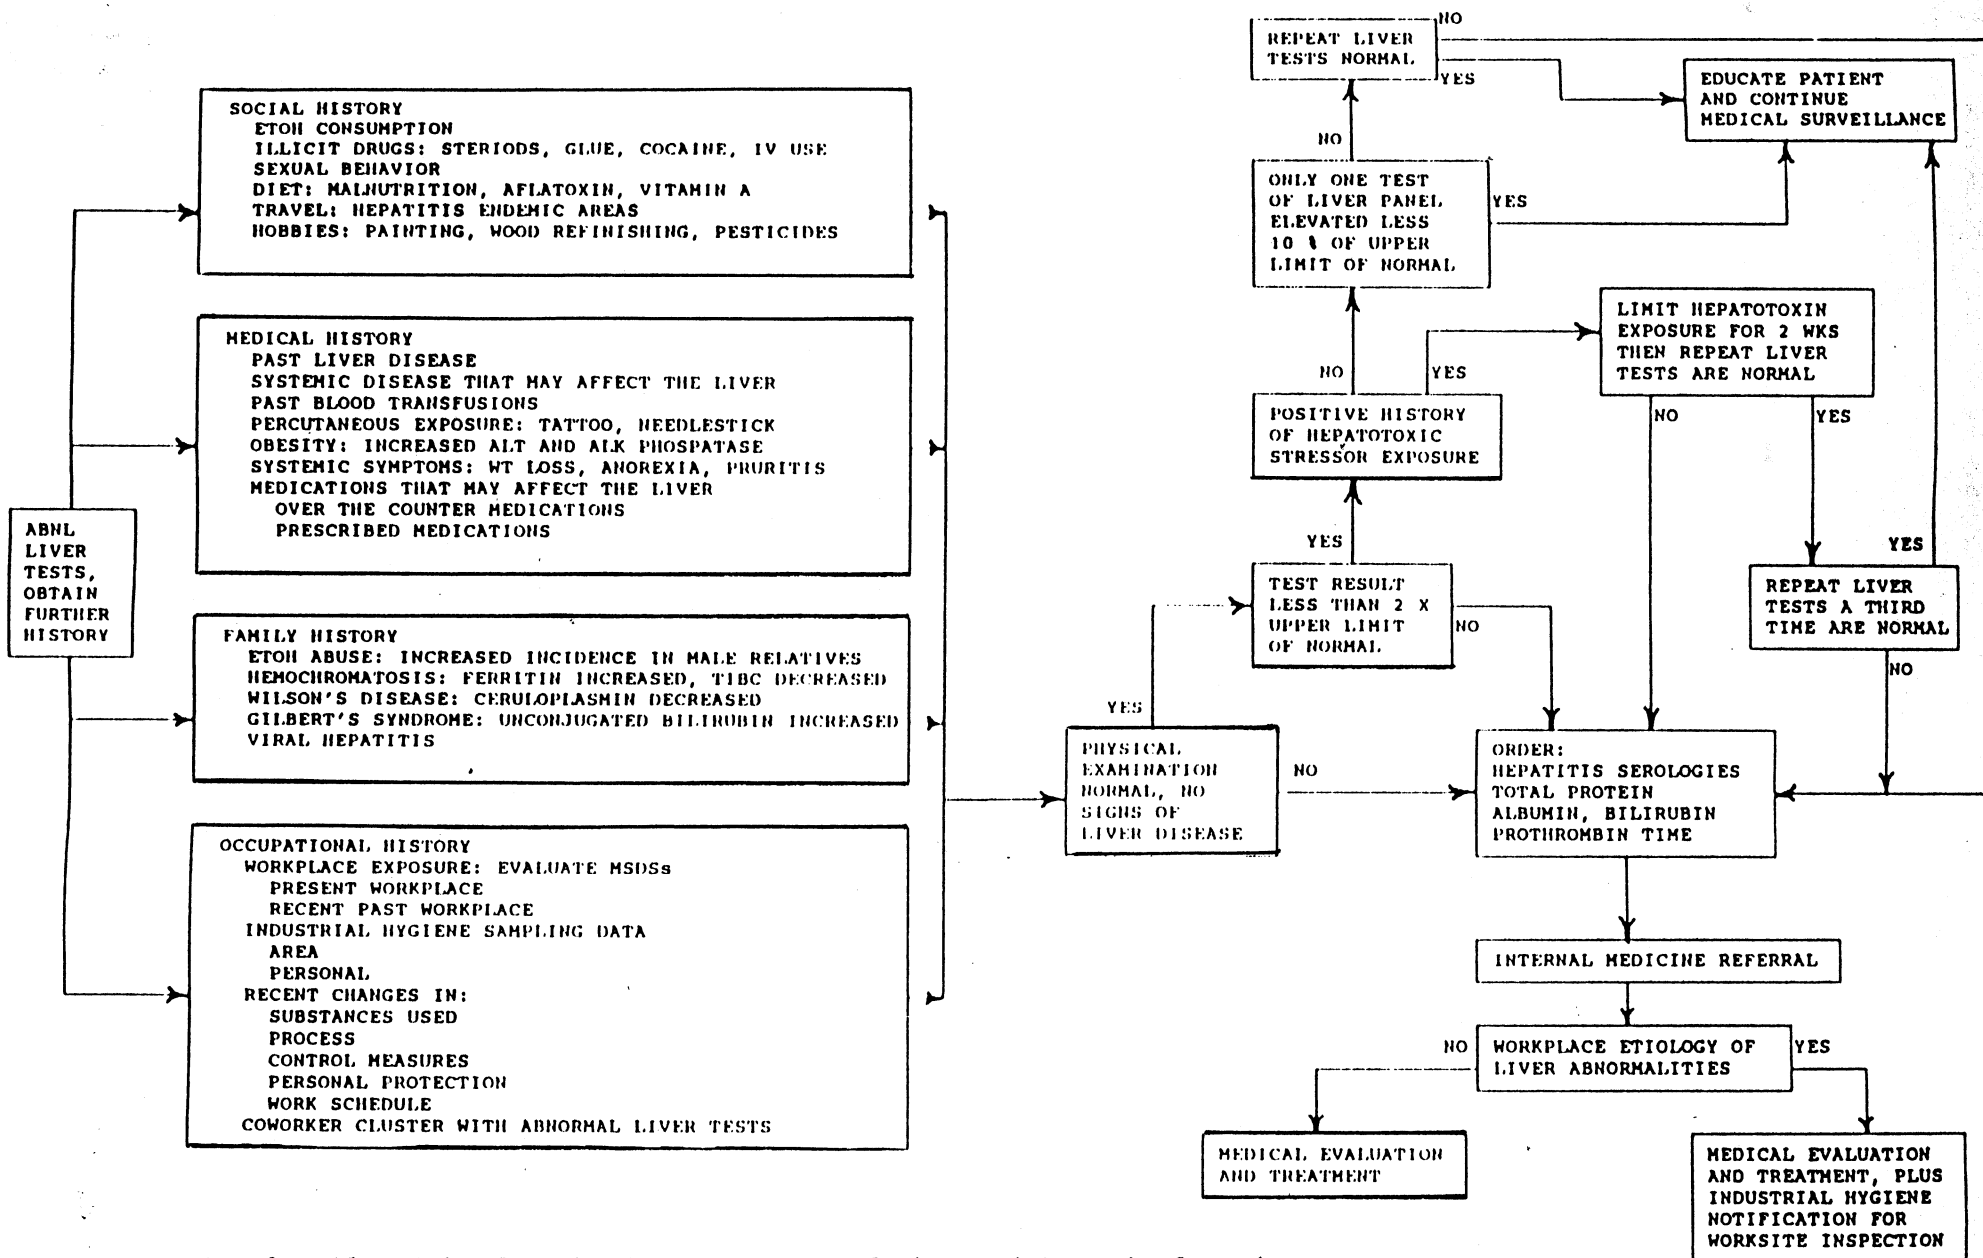 ABNL
LIVER
TESTS,
OBTAIN
FURTHER
HISTORY
SOCIAL HISTORY
ETOH CONSUMPTION
ILLICIT DRUGS: STERIODS, GLUE, COCAINE, IV USE
SEXUAL BEHAVIOR
DIET: MALNUTRITION, AFLATOXIN, VITAMIN A
TRAVEL: HEPATITIS ENDEMIC AREAS
HOBBIES: PAINTING, WOOD REFINISHING, PESTICIDES
MEDICAL HISTORY
PAST LIVER DISEASE
SYSTEMIC DISEASE THAT MAY AFFECT THE LIVER
PAST BLOOD TRANSFUSIONS
PERCUTANEOUS EXPOSURE: TATTOO, NEEDLESTICK
OBESITY: INCREASED ALT AND ALK PHOSPATASE
SYSTEMIC SYMPTOMS: WT LOSS, ANOREXIA, PRURITIS
MEDICATIONS THAT MAY AFFECT THE LIVER
OVER THE COUNTER MEDICATIONS
PRESCRIBED MEDICATIONS
FAMILY HISTORY
ETOH ABUSE: INCREASED INCIDENCE IN MALE RELATIVES
HEMOCHROMATOSIS: FERRITIN INCREASED, TIBC DECREASED
WILSON'S DISEASE: CERULOPLASMIN DECREASED
GILBERT'S SYNDROME: UNCONJUGATED BILIRUBIN INCREASED
VIRAL HEPATITIS
OCCUPATIONAL HISTORY
WORKPLACE EXPOSURE: EVALUATE MSDSs
PRESENT WORKPLACE
RECENT PAST WORKPLACE
INDUSTRIAL HYGIENE SAMPLING DATA
AREA
PERSONAL
RECENT CHANGES IN:
SUBSTANCES USED
PROCESS
CONTROL MEASURES
PERSONAL PROTECTION
WORK SCHEDULE
COWORKER CLUSTER WITH ABNORMAL LIVER TESTS
PHYSICAL
EXAMINATION
NORMAL, NO
SIGNS OF
LIVER DISEASE
YES
NO
TEST RESULT
LESS THAN 2 X
UPPER LIMIT
OF NORMAL
YES
NO
POSITIVE HISTORY
OF HEPATOTOXIC
STRESSOR EXPOSURE
NO
YES
ONLY ONE TEST
OF LIVER PANEL
ELEVATED LESS
10 % OF UPPER
LIMIT OF NORMAL
NO
YES
REPEAT LIVER
TESTS NORMAL
NO
YES
EDUCATE PATIENT
AND CONTINUE
MEDICAL SURVEILLANCE
LIMIT HEPATOTOXIN
EXPOSURE FOR 2 WKS
THEN REPEAT LIVER
TESTS ARE NORMAL
NO
YES
REPEAT LIVER
TESTS A THIRD
TIME ARE NORMAL
YES
NO
ORDER:
HEPATITIS SEROLOGIES
TOTAL PROTEIN
ALBUMIN, BILIRUBIN
PROTHROMBIN TIME
INTERNAL MEDICINE REFERRAL
WORKPLACE ETIOLOGY OF
LIVER ABNORMALITIES
NO
YES
MEDICAL EVALUATION
AND TREATMENT
MEDICAL EVALUATION
AND TREATMENT, PLUS
INDUSTRIAL HYGIENE
NOTIFICATION FOR
WORKSITE INSPECTION